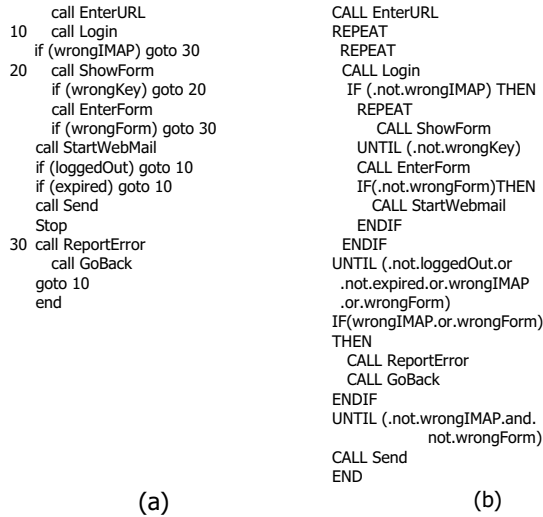 call EnterURL
10 call Login
if (wrongIMAP) goto 30
20 call ShowForm
if (wrongKey) goto 20
call EnterForm
if (wrongForm) goto 30
call StartWebMail
if (loggedOut) goto 10
if (expired) goto 10
call Send
Stop
30 call ReportError
call GoBack
goto 10
end
(a)
CALL EnterURL
REPEAT
REPEAT
CALL Login
IF (.not.wrongIMAP) THEN
REPEAT
CALL ShowForm
UNTIL (.not.wrongKey)
CALL EnterForm
IF(.not.wrongForm)THEN
CALL StartWebmail
ENDIF
ENDIF
UNTIL (.not.loggedOut.or
.not.expired.or.wrongIMAP
.or.wrongForm)
IF(wrongIMAP.or.wrongForm)
THEN
CALL ReportError
CALL GoBack
ENDIF
UNTIL (.not.wrongIMAP.and.
not.wrongForm)
CALL Send
END
(b)